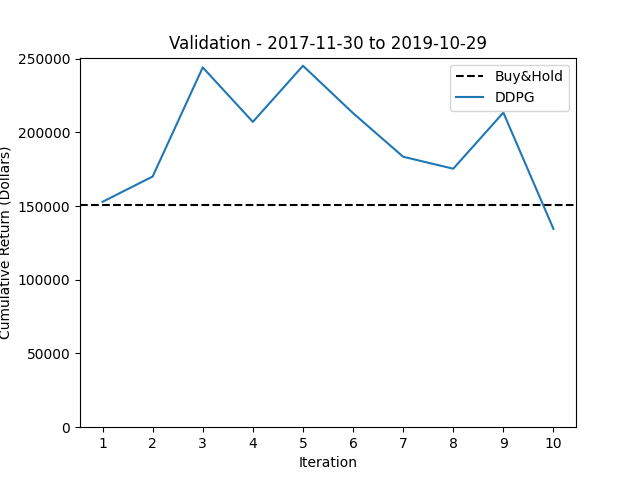 Validation - 2017-11-30 to 2019-10-29
250000
200000
150000
100000
50000
0
Cumulative Return (Dollars)
Buy&Hold
DDPG
1 2 3 4 5 6 7 8 9 10
Iteration